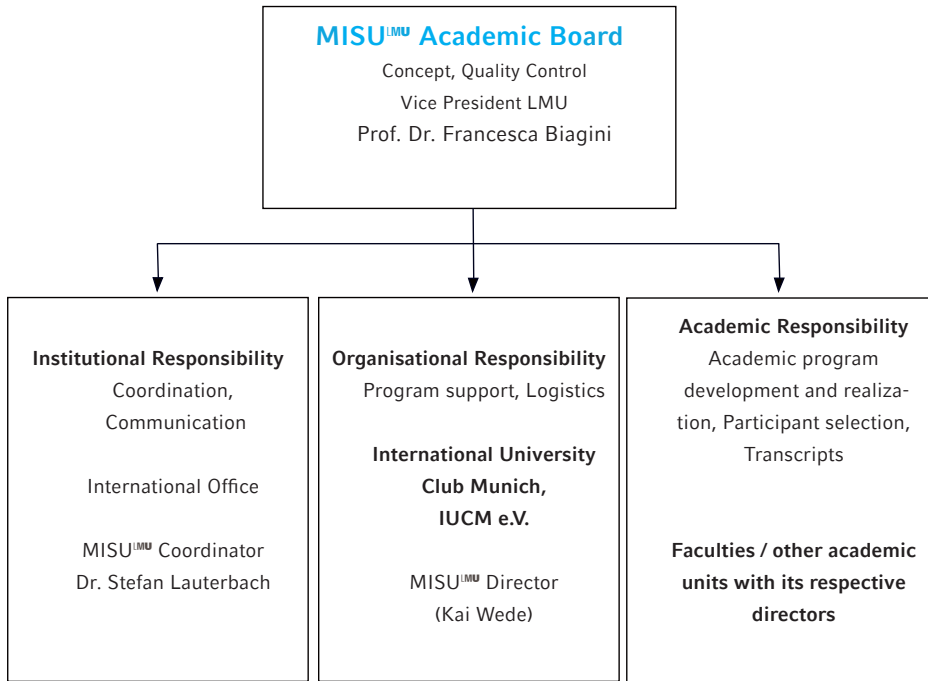 MISU LMU Academic Board
Concept, Quality Control
Vice President LMU
Prof. Dr. Francesca Biagini
Institutional Responsibility
Coordination,
Communication
International Office
MISU LMU Coordinator
Dr. Stefan Lauterbach
Organisational Responsibility
Program support, Logistics
International University
Club Munich,
IUCM e.V.
MISU LMU Director
(Kai Wede)
Academic Responsibility
Academic program
development and realiza-
tion, Participant selection,
Transcripts
Faculties / other academic
units with its respective
directors